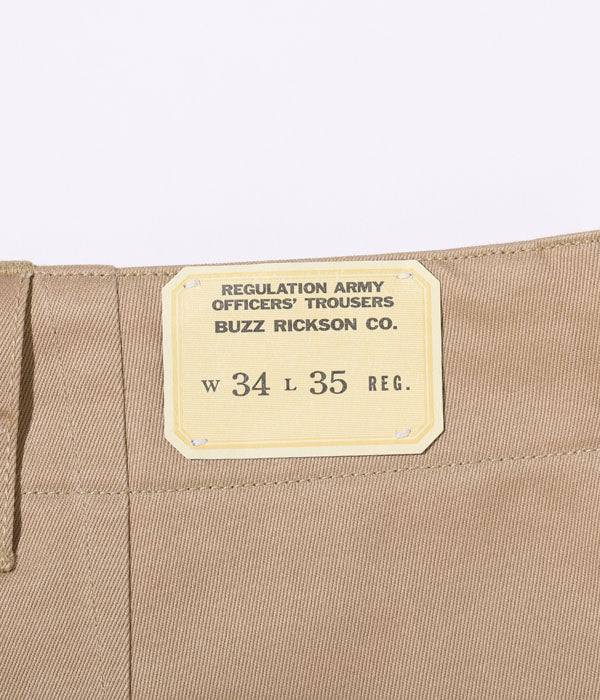 REGULATION ARMY
OFFICERS' TROUSERS
BUZZ RICKSON CO.
W 34 L 35 REG.